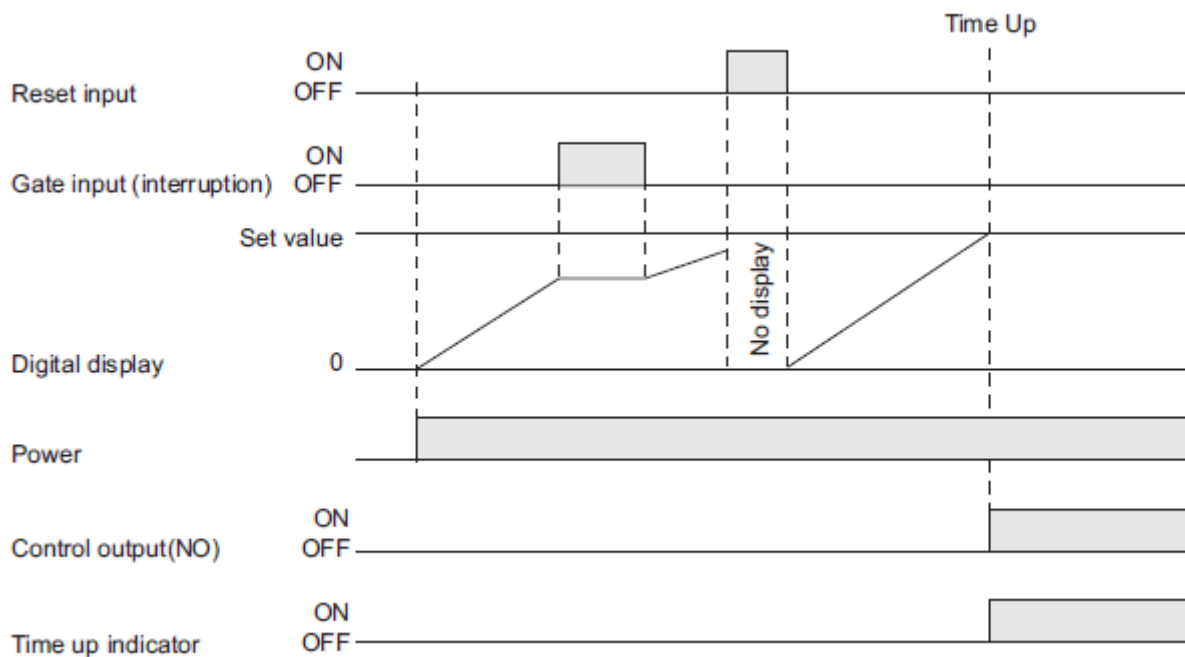 Time Up
ON
Reset input OFF
ON
Gate input (interruption) OFF
Set value
No display
Digital display 0
Power
ON
Control output(NO) OFF
ON
Time up indicator OFF